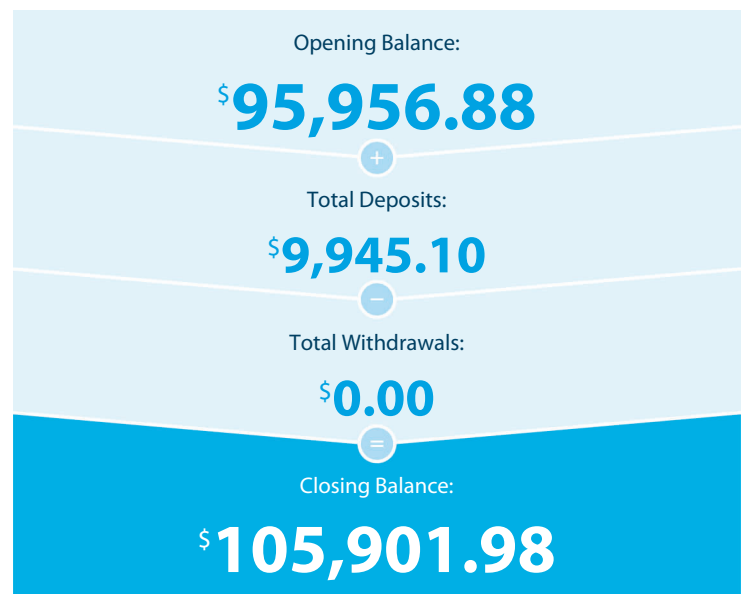 Opening Balance:
$95,956.88
+
Total Deposits:
$9,945.10
−
Total Withdrawals:
$0.00
=
Closing Balance:
$105,901.98